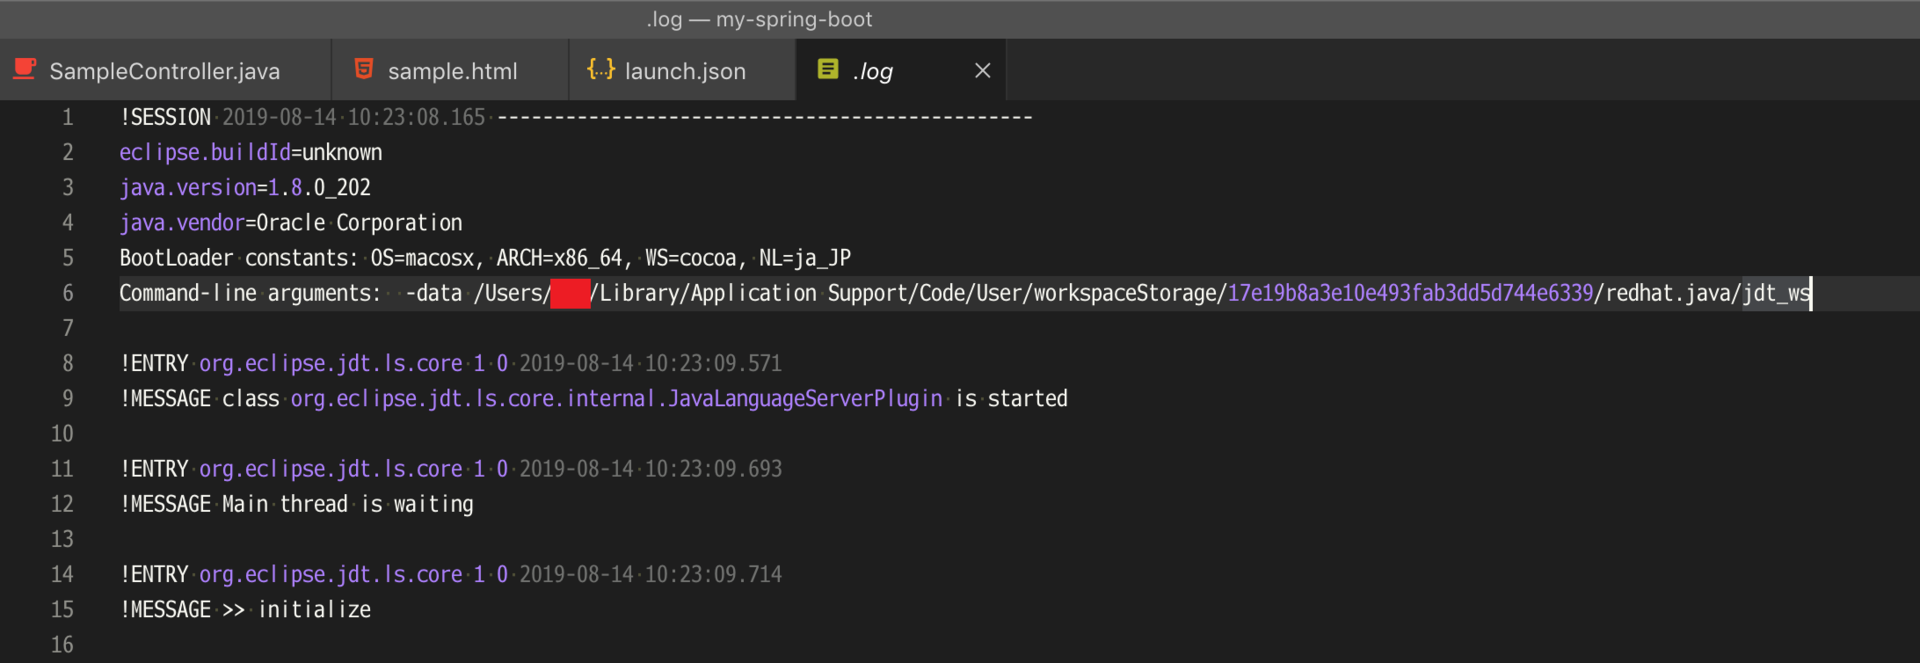 .log — my-spring-boot
SampleController.java sample.html launch.json .log
1 !SESSION 2019-08-14 10:23:08.165 -----------------------------------------------
2 eclipse.buildId=unknown
3 java.version=1.8.0_202
4 java.vendor=Oracle Corporation
5 BootLoader constants: OS=macosx, ARCH=x86_64, WS=cocoa, NL=ja_JP
6 Command-line arguments:  -data /Users/ /Library/Application Support/Code/User/workspaceStorage/17e19b8a3e10e493fab3dd5d744e6339/redhat.java/jdt_ws
7
8 !ENTRY org.eclipse.jdt.ls.core 1 0 2019-08-14 10:23:09.571
9 !MESSAGE class org.eclipse.jdt.ls.core.internal.JavaLanguageServerPlugin is started
10
11 !ENTRY org.eclipse.jdt.ls.core 1 0 2019-08-14 10:23:09.693
12 !MESSAGE Main thread is waiting
13
14 !ENTRY org.eclipse.jdt.ls.core 1 0 2019-08-14 10:23:09.714
15 !MESSAGE >> initialize
16